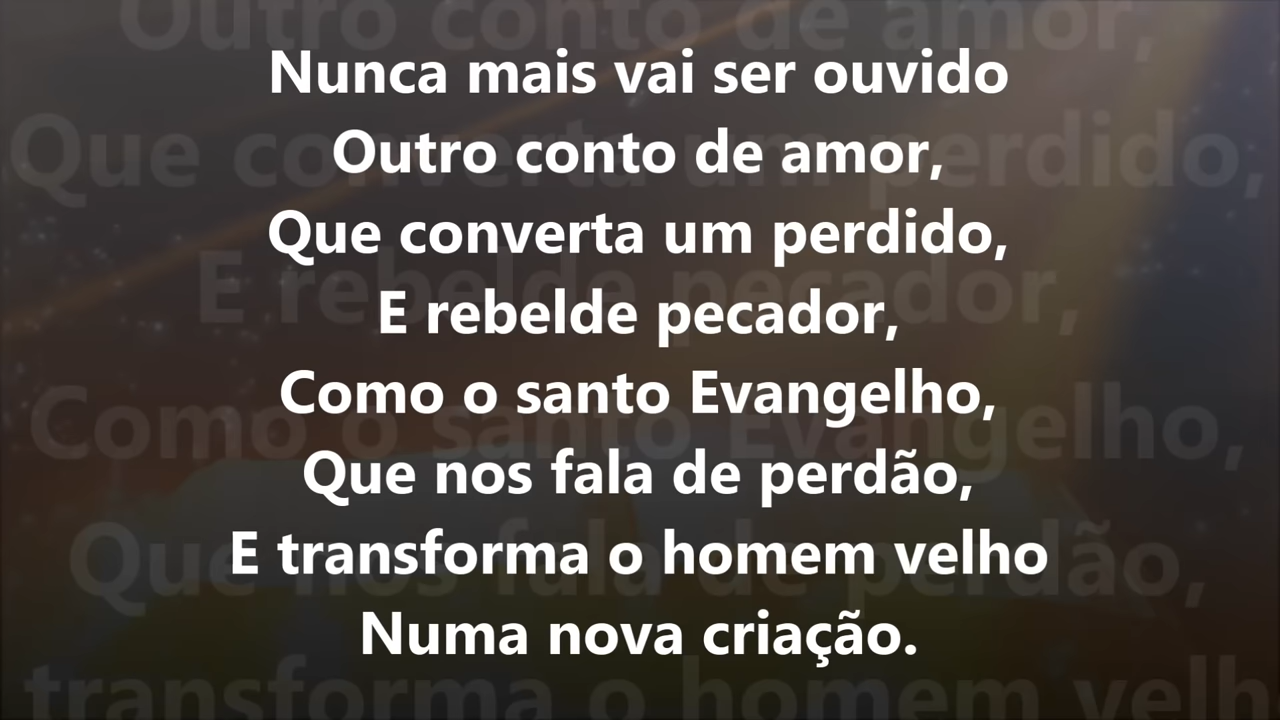 Nunca mais vai ser ouvido
Outro conto de amor,
Que converta um perdido,
E rebelde pecador,
Como o santo Evangelho,
Que nos fala de perdão,
E transforma o homem velho
Numa nova criação.